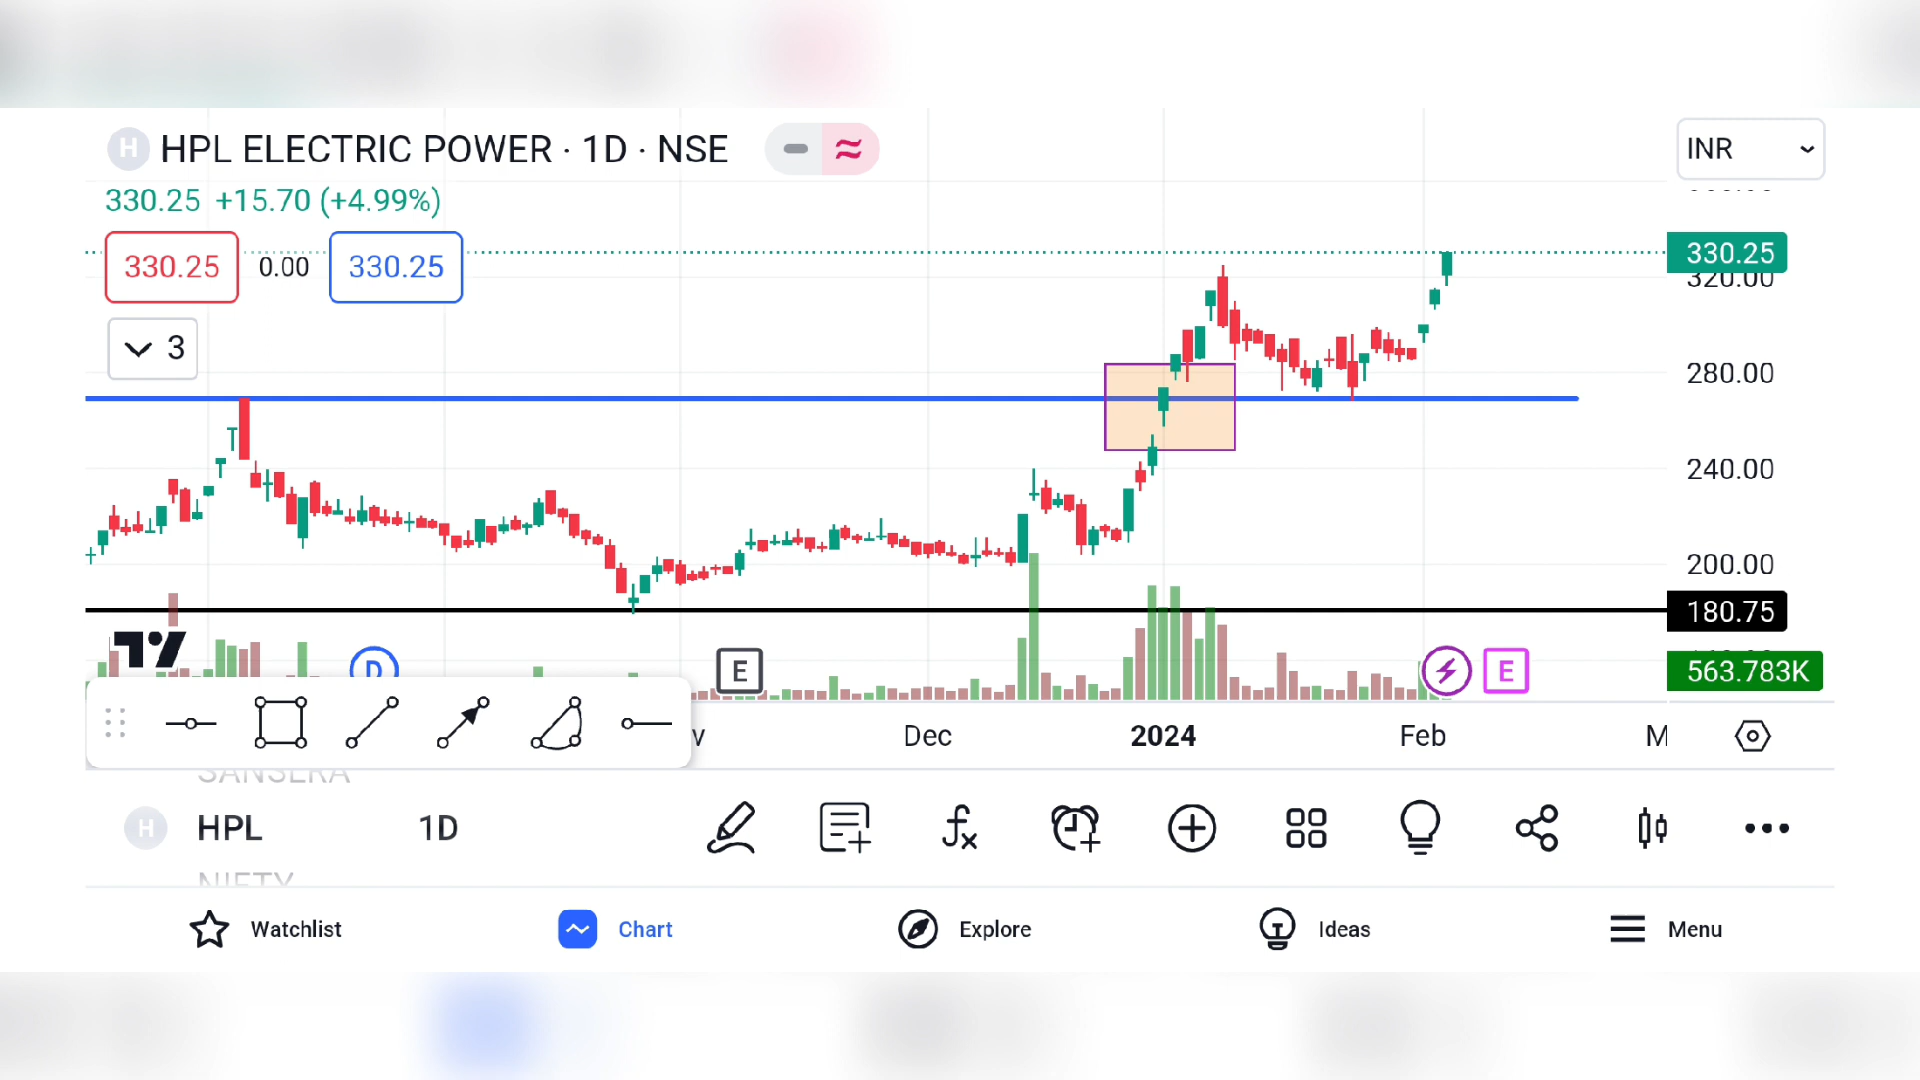 H HPL ELECTRIC POWER · 1D · NSE
INR
330.25 +15.70 (+4.99%)
330.25 0.00 330.25
3
330.25
320.00
280.00
240.00
200.00
180.75
563.783K
D E E
v Dec 2024 Feb M
SANSERA
H HPL 1D
NIFTY
Watchlist Chart Explore Ideas Menu